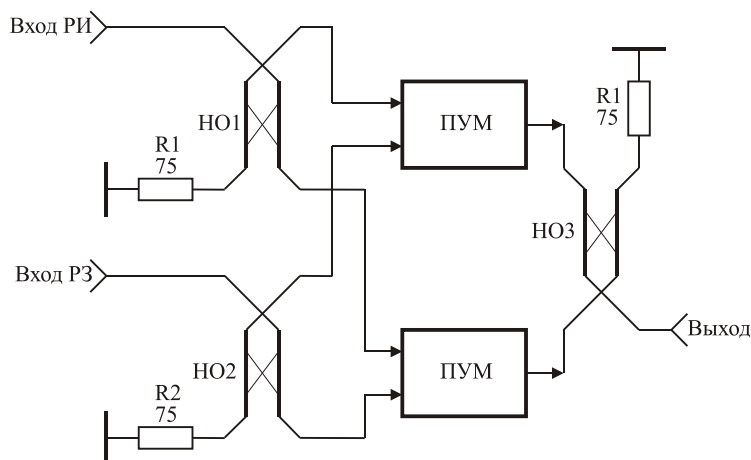 Вход РИ
НО1
R1
75
ПУМ
R1
75
НО3
Вход РЗ
НО2
R2
75
ПУМ
Выход